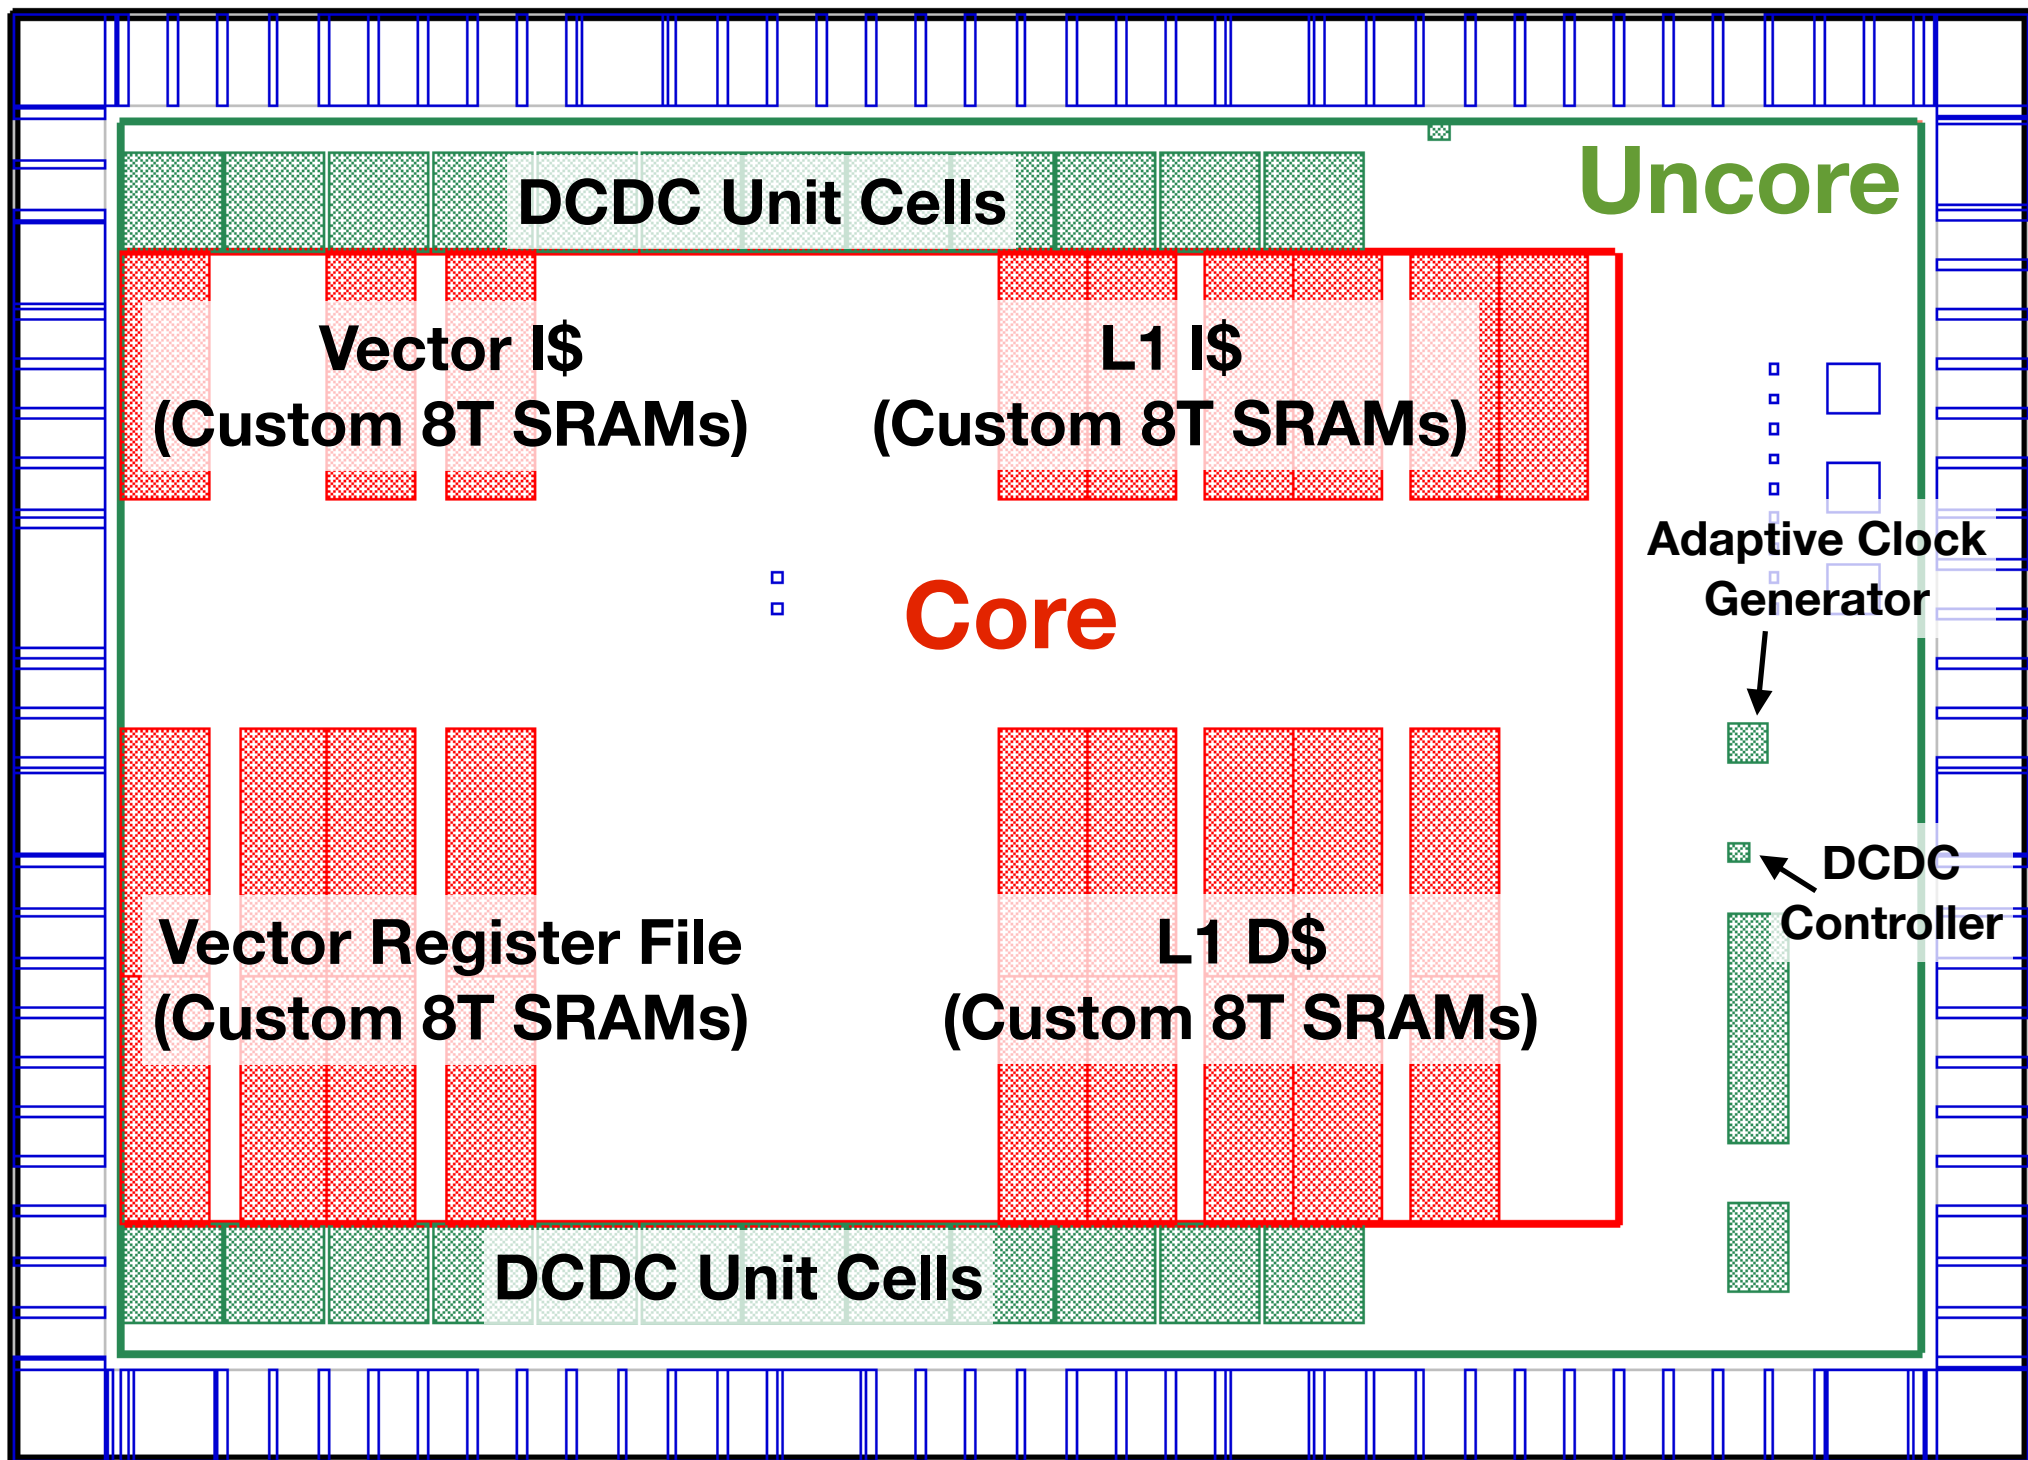 DCDC Unit Cells
Uncore
Vector I$
(Custom 8T SRAMs)
L1 I$
(Custom 8T SRAMs)
Adaptive Clock
Generator
Core
DCDC
Controller
Vector Register File
(Custom 8T SRAMs)
L1 D$
(Custom 8T SRAMs)
DCDC Unit Cells